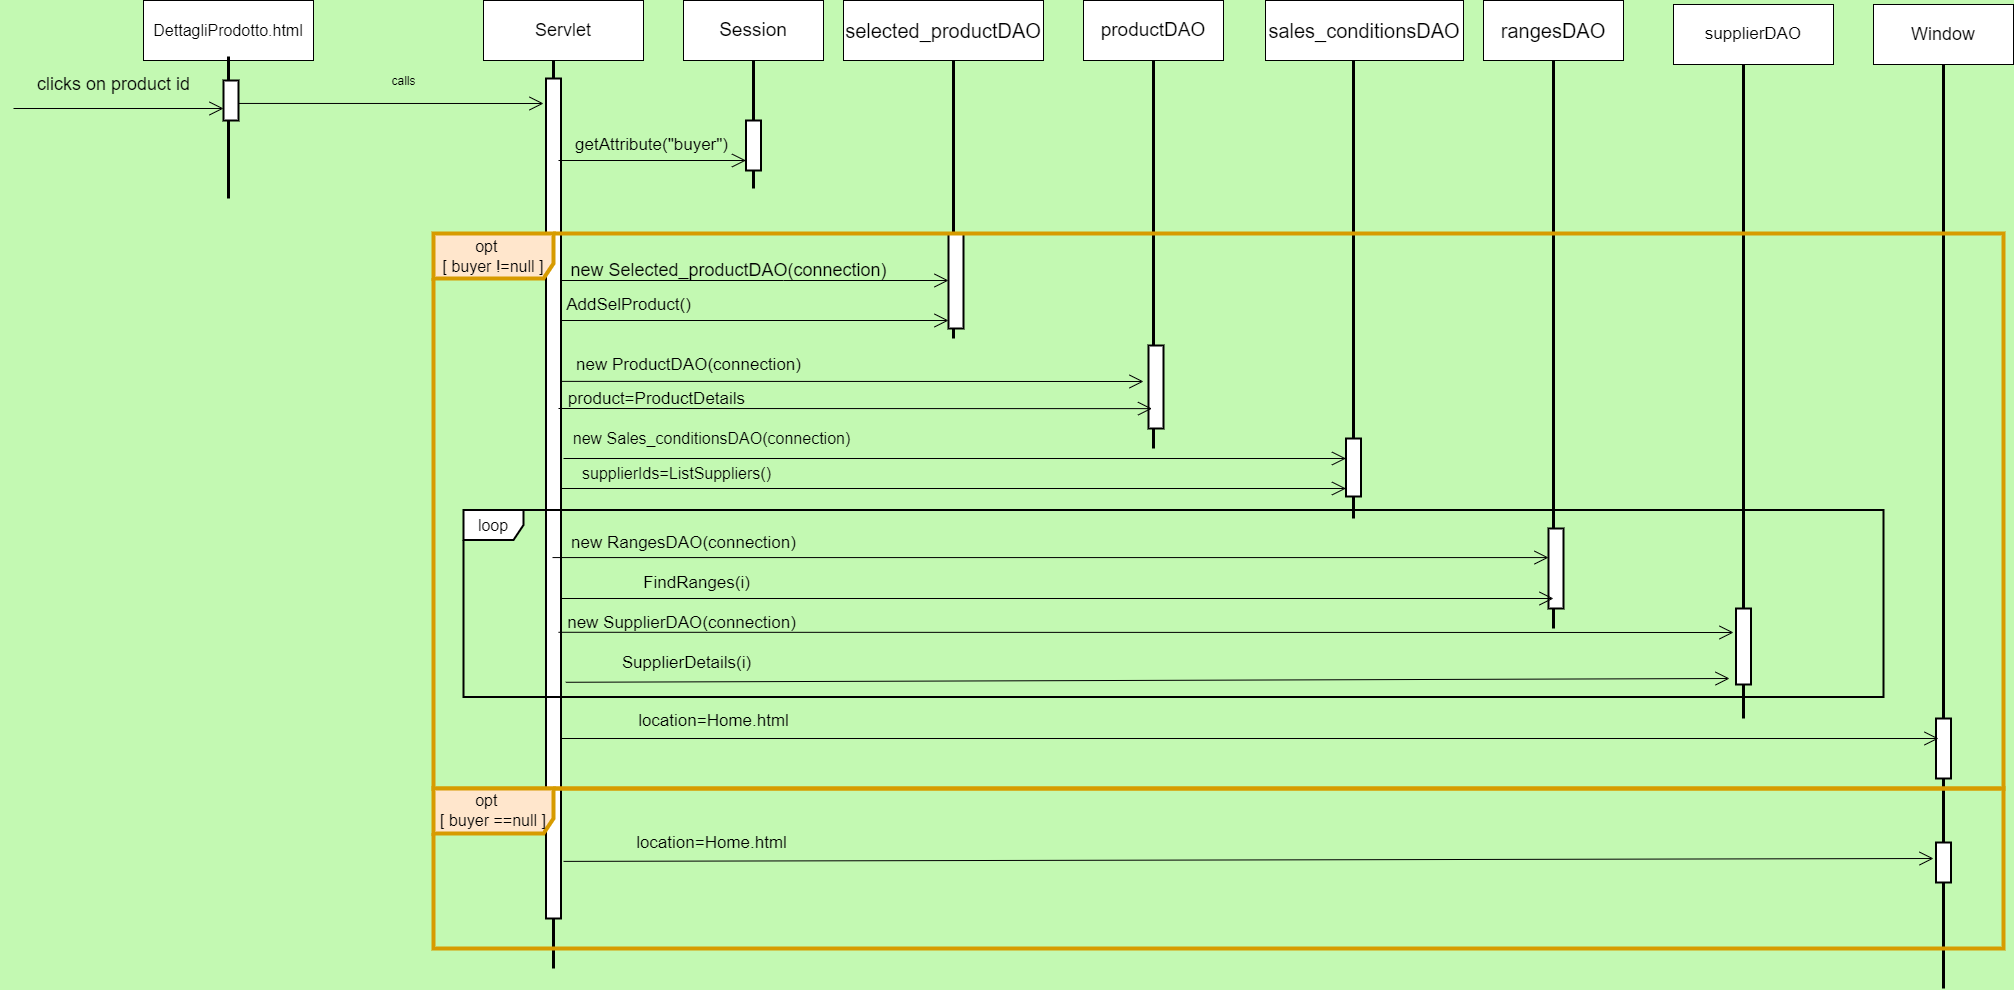 DettagliProdotto.html
Servlet
Session
selected_productDAO
productDAO
sales_conditionsDAO
rangesDAO
supplierDAO
Window
clicks on product id
calls
getAttribute("buyer")
opt
[ buyer !=null ]
new Selected_productDAO(connection)
AddSelProduct()
new ProductDAO(connection)
product=ProductDetails
new Sales_conditionsDAO(connection)
supplierIds=ListSuppliers()
loop
new RangesDAO(connection)
FindRanges(i)
new SupplierDAO(connection)
SupplierDetails(i)
location=Home.html
opt
[ buyer ==null ]
location=Home.html